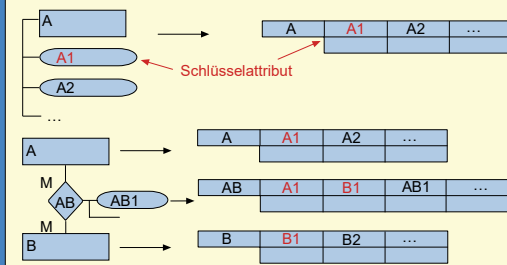 A
A A1 A2 ...
A1
Schlüsselattribut
A2
...
A
A A1 A2 ...
M
AB
AB1
AB A1 B1 AB1 ...
M
B
B B1 B2 ...